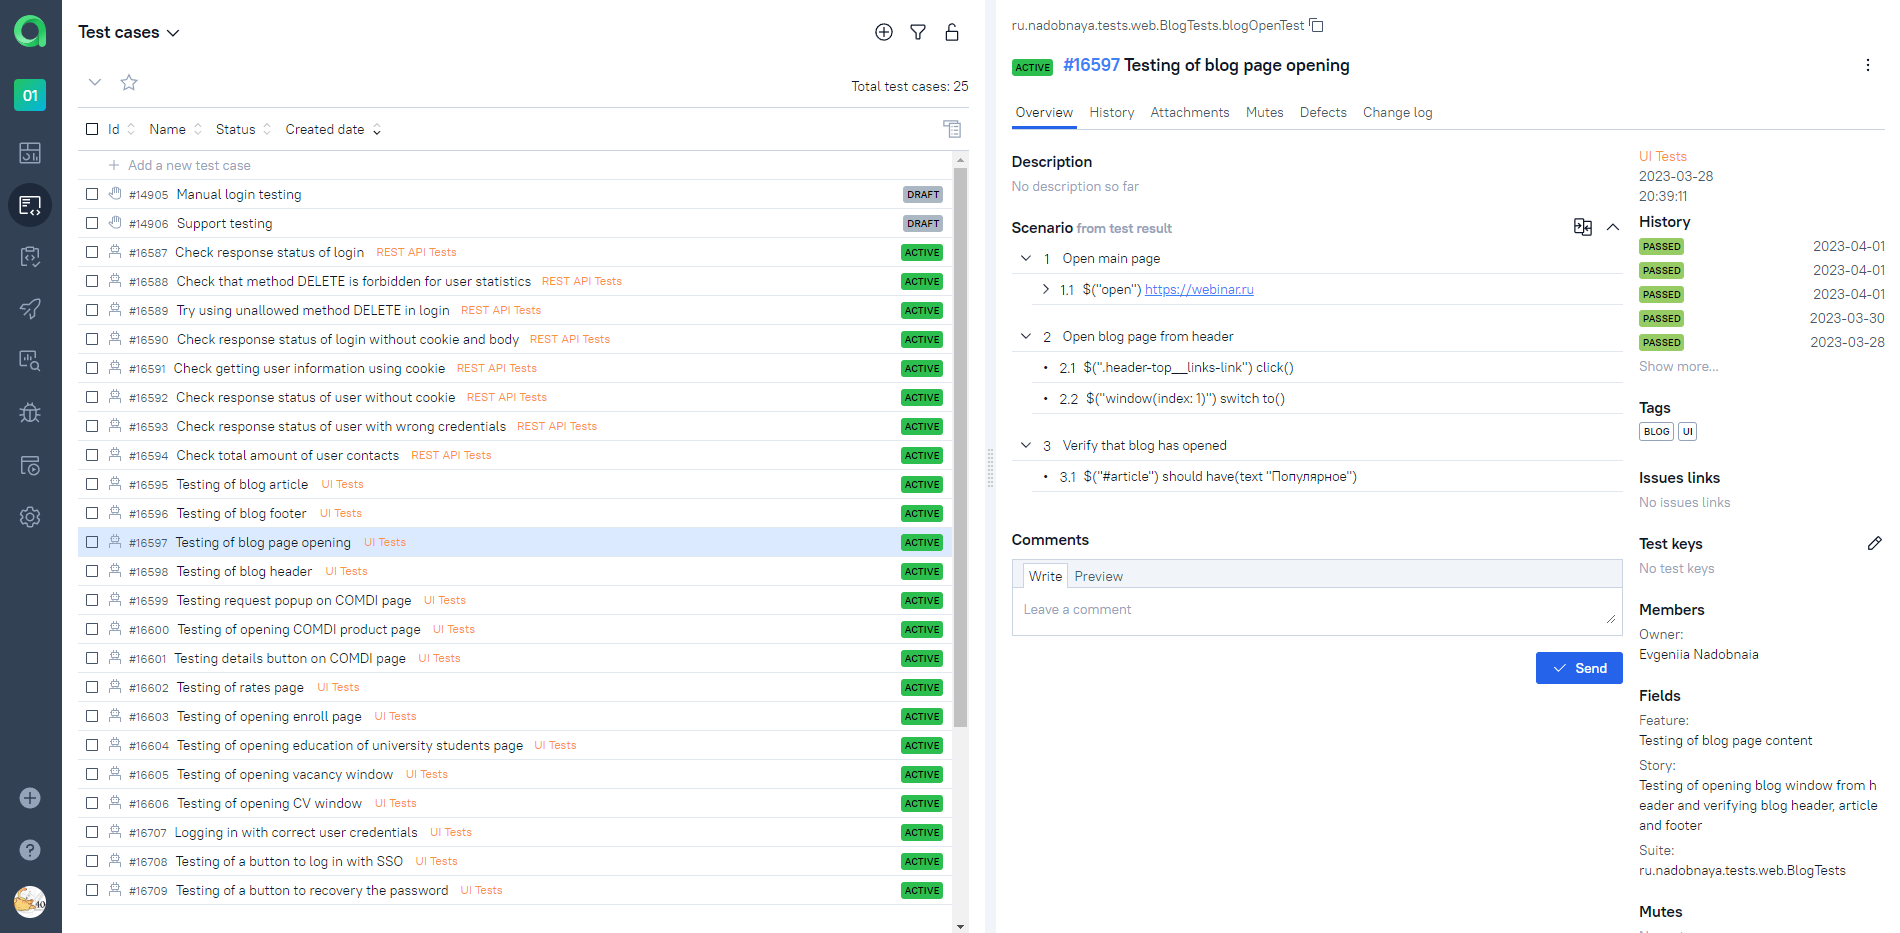 01
Test cases
Total test cases: 25
Id Name Status Created date
Add a new test case
#14905 Manual login testing DRAFT
#14906 Support testing DRAFT
#16587 Check response status of login REST API Tests ACTIVE
#16588 Check that method DELETE is forbidden for user statistics REST API Tests ACTIVE
#16589 Try using unallowed method DELETE in login REST API Tests ACTIVE
#16590 Check response status of login without cookie and body REST API Tests ACTIVE
#16591 Check getting user information using cookie REST API Tests ACTIVE
#16592 Check response status of user without cookie REST API Tests ACTIVE
#16593 Check response status of user with wrong credentials REST API Tests ACTIVE
#16594 Check total amount of user contacts REST API Tests ACTIVE
#16595 Testing of blog article UI Tests ACTIVE
#16596 Testing of blog footer UI Tests ACTIVE
#16597 Testing of blog page opening UI Tests ACTIVE
#16598 Testing of blog header UI Tests ACTIVE
#16599 Testing request popup on COMDI page UI Tests ACTIVE
#16600 Testing of opening COMDI product page UI Tests ACTIVE
#16601 Testing details button on COMDI page UI Tests ACTIVE
#16602 Testing of rates page UI Tests ACTIVE
#16603 Testing of opening enroll page UI Tests ACTIVE
#16604 Testing of opening education of university students page UI Tests ACTIVE
#16605 Testing of opening vacancy window UI Tests ACTIVE
#16606 Testing of opening CV window UI Tests ACTIVE
#16707 Logging in with correct user credentials UI Tests ACTIVE
#16708 Testing of a button to log in with SSO UI Tests ACTIVE
#16709 Testing of a button to recovery the password UI Tests ACTIVE
ru.nadobnaya.tests.web.BlogTests.blogOpenTest
ACTIVE #16597 Testing of blog page opening
Overview History Attachments Mutes Defects Change log
Description
No description so far
Scenario from test result
1 Open main page
1.1 $("open") https://webinar.ru
2 Open blog page from header
2.1 $(".header-top__links-link") click()
2.2 $("window(index: 1)") switch to()
3 Verify that blog has opened
3.1 $("#article") should have(text "Популярное")
Comments
Write Preview
Leave a comment
Send
UI Tests
2023-03-28
20:39:11
History
PASSED 2023-04-01
PASSED 2023-04-01
PASSED 2023-04-01
PASSED 2023-03-30
PASSED 2023-03-28
Show more...
Tags
BLOG UI
Issues links
No issues links
Test keys
No test keys
Members
Owner:
Evgeniia Nadobnaia
Fields
Feature:
Testing of blog page content
Story:
Testing of opening blog window from h
eader and verifying blog header, article
and footer
Suite:
ru.nadobnaya.tests.web.BlogTests
Mutes